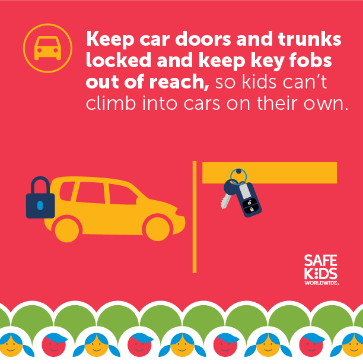 Keep car doors and trunks
locked and keep key fobs
out of reach, so kids can't
climb into cars on their own.
SAFE
KIDS
WORLDWIDE.